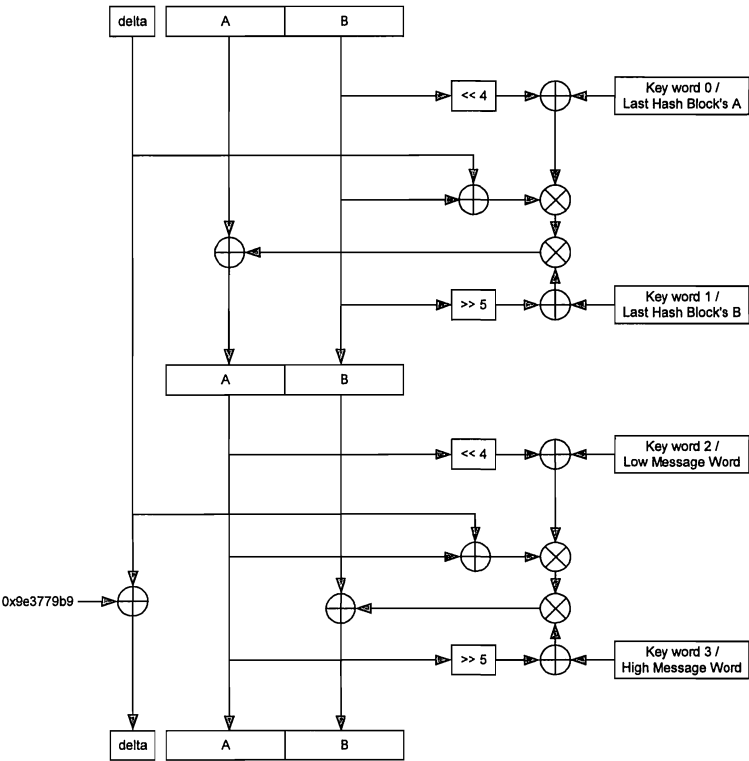 delta
A
B
<< 4
Key word 0 /
Last Hash Block's A
>> 5
Key word 1 /
Last Hash Block's B
A
B
<< 4
Key word 2 /
Low Message Word
0x9e3779b9
>> 5
Key word 3 /
High Message Word
delta
A
B